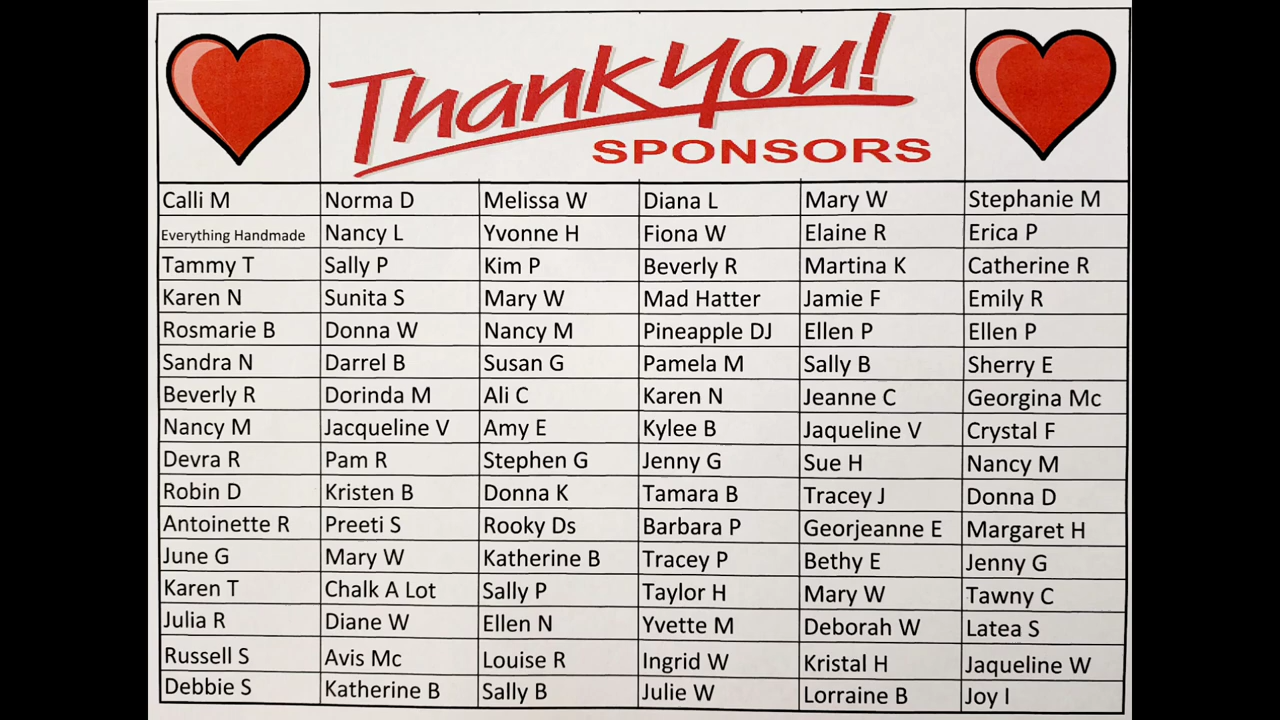 Thank You!
SPONSORS
Calli M Norma D Melissa W Diana L Mary W Stephanie M
Everything Handmade Nancy L Yvonne H Fiona W Elaine R Erica P
Tammy T Sally P Kim P Beverly R Martina K Catherine R
Karen N Sunita S Mary W Mad Hatter Jamie F Emily R
Rosmarie B Donna W Nancy M Pineapple DJ Ellen P Ellen P
Sandra N Darrel B Susan G Pamela M Sally B Sherry E
Beverly R Dorinda M Ali C Karen N Jeanne C Georgina Mc
Nancy M Jacqueline V Amy E Kylee B Jaqueline V Crystal F
Devra R Pam R Stephen G Jenny G Sue H Nancy M
Robin D Kristen B Donna K Tamara B Tracey J Donna D
Antoinette R Preeti S Rooky Ds Barbara P Georjeanne E Margaret H
June G Mary W Katherine B Tracey P Bethy E Jenny G
Karen T Chalk A Lot Sally P Taylor H Mary W Tawny C
Julia R Diane W Ellen N Yvette M Deborah W Latea S
Russell S Avis Mc Louise R Ingrid W Kristal H Jaqueline W
Debbie S Katherine B Sally B Julie W Lorraine B Joy I